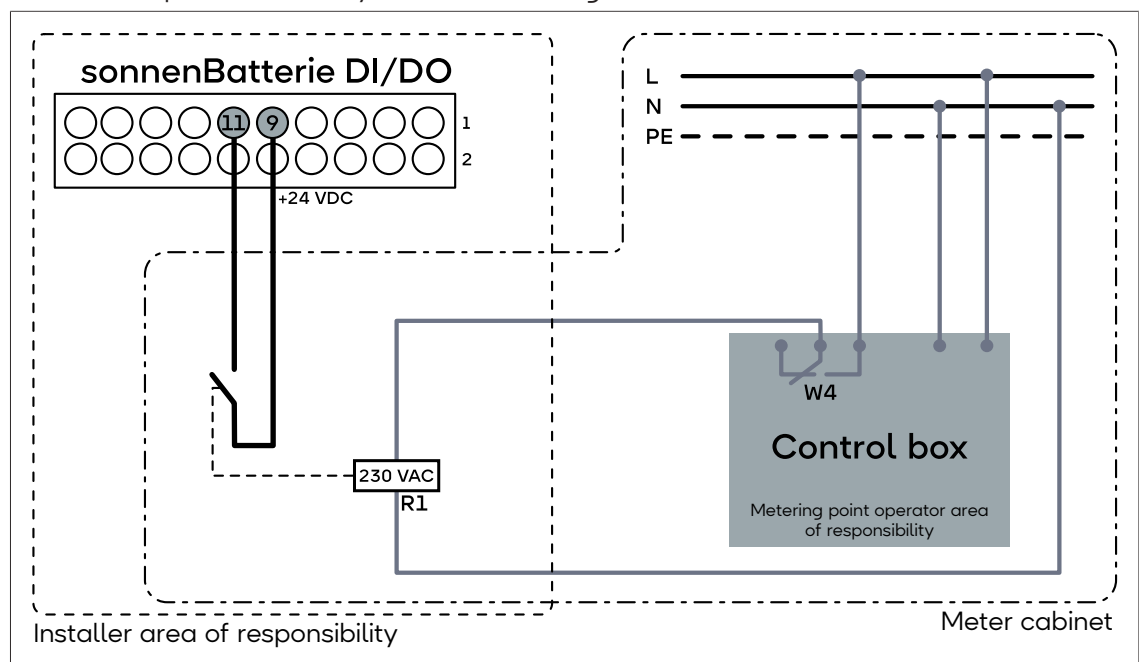 sonnenBatterie DI/DO
11 9 1
2
+24 VDC
L
N
PE
W4
Control box
Metering point operator area
of responsibility
230 VAC
R1
Installer area of responsibility
Meter cabinet